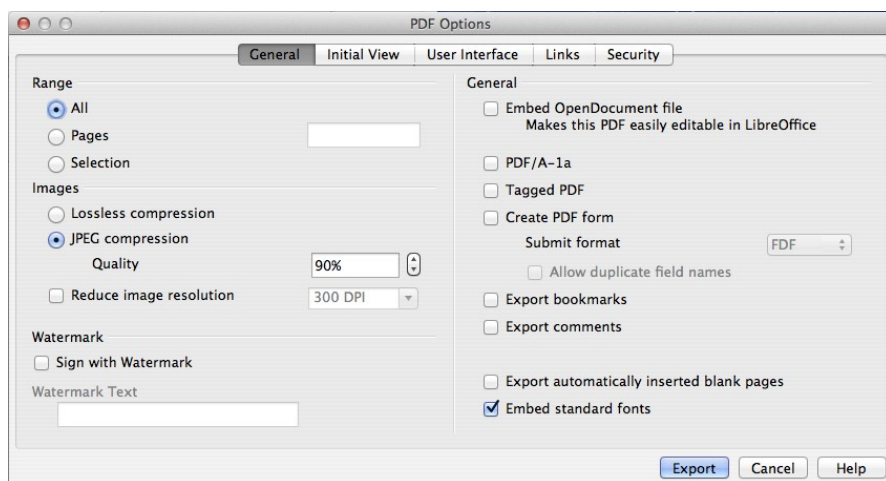 PDF Options
General Initial View User Interface Links Security
Range
All
Pages
Selection
Images
Lossless compression
JPEG compression
Quality 90%
Reduce image resolution 300 DPI
Watermark
Sign with Watermark
Watermark Text
General
Embed OpenDocument file
Makes this PDF easily editable in LibreOffice
PDF/A-1a
Tagged PDF
Create PDF form
Submit format FDF
Allow duplicate field names
Export bookmarks
Export comments
Export automatically inserted blank pages
Embed standard fonts
Export Cancel Help